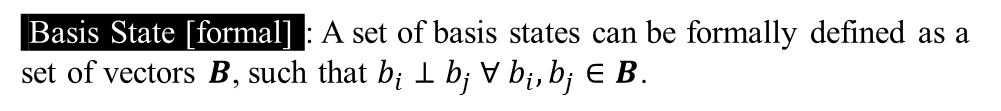 Basis State [formal] : A set of basis states can be formally defined as a
set of vectors B, such that bᵢ ⊥ bⱼ ∀ bᵢ, bⱼ ∈ B.